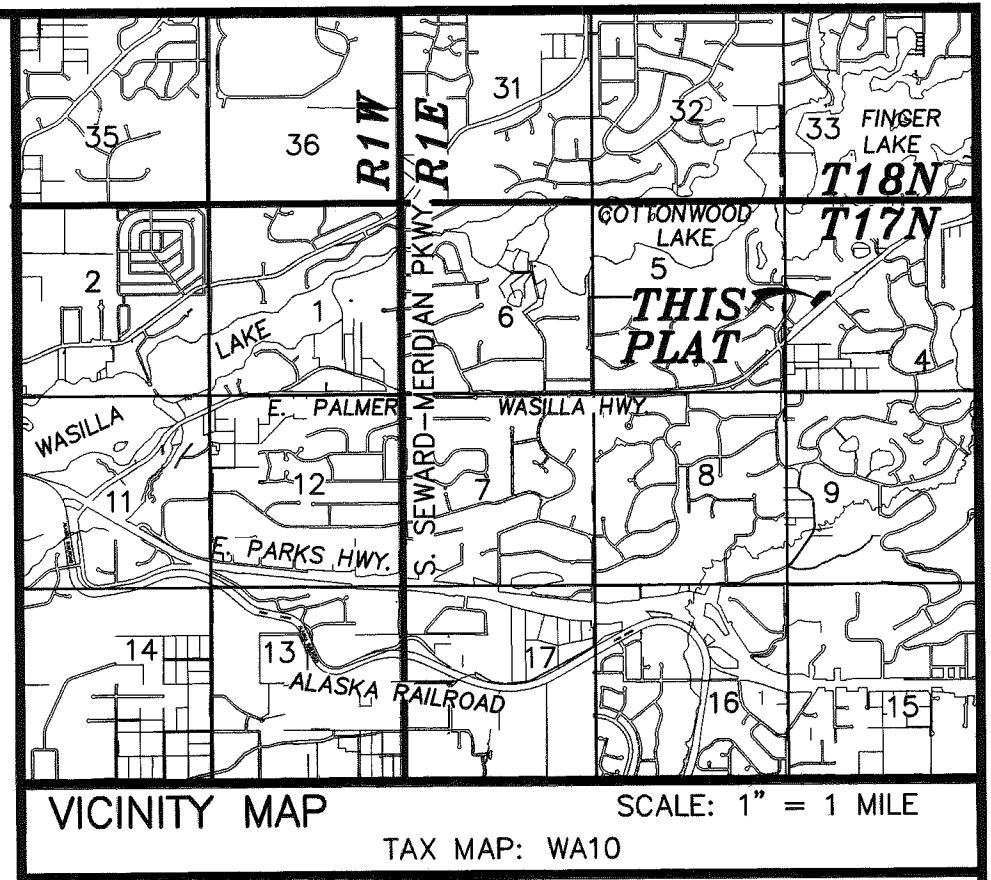 35
36
R1W
R1E
31
32
33
FINGER
LAKE
T18N
T17N
2
1
LAKE
S. SEWARD-MERIDIAN PKWY.
6
COTTONWOOD
LAKE
5
THIS
PLAT
4
WASILLA
E. PALMER
WASILLA HWY.
11
12
7
8
9
E. PARKS HWY.
14
13
ALASKA RAILROAD
17
16
15
VICINITY MAP
SCALE: 1" = 1 MILE
TAX MAP: WA10